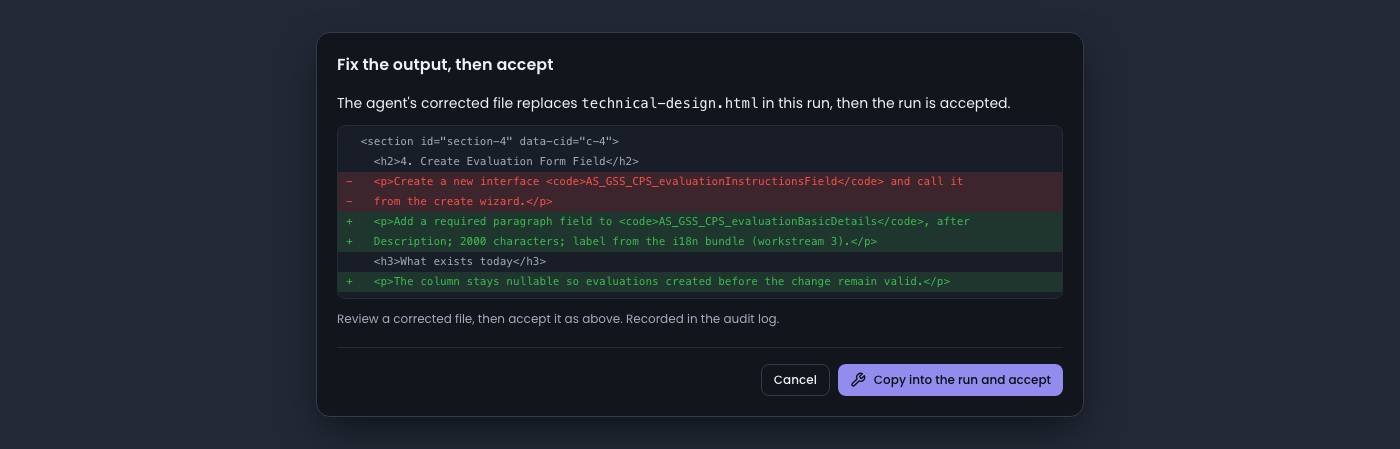 Fix the output, then accept
The agent's corrected file replaces technical-design.html in this run, then the run is accepted.
<section id="section-4" data-cid="c-4">
<h2>4. Create Evaluation Form Field</h2>
- <p>Create a new interface <code>AS_GSS_CPS_evaluationInstructionsField</code> and call it
- from the create wizard.</p>
+ <p>Add a required paragraph field to <code>AS_GSS_CPS_evaluationBasicDetails</code>, after
+ Description; 2000 characters; label from the i18n bundle (workstream 3).</p>
<h3>What exists today</h3>
+ <p>The column stays nullable so evaluations created before the change remain valid.</p>
Review a corrected file, then accept it as above. Recorded in the audit log.
Cancel
Copy into the run and accept